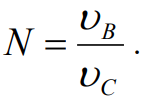 N = υ_B / υ_C .